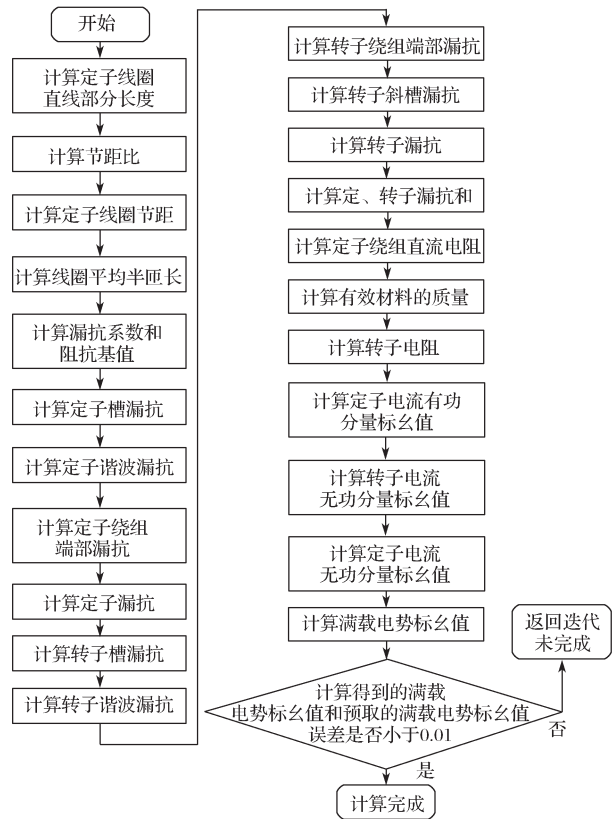 开始
计算定子线圈
直线部分长度
计算节距比
计算定子线圈节距
计算线圈平均半匝长
计算漏抗系数和
阻抗基值
计算定子槽漏抗
计算定子谐波漏抗
计算定子绕组
端部漏抗
计算定子漏抗
计算转子槽漏抗
计算转子谐波漏抗
计算转子绕组端部漏抗
计算转子斜槽漏抗
计算转子漏抗
计算定、转子漏抗和
计算定子绕组直流电阻
计算有效材料的质量
计算转子电阻
计算定子电流有功
分量标幺值
计算转子电流
无功分量标幺值
计算定子电流
无功分量标幺值
计算满载电势标幺值
计算得到的满载
电势标幺值和预取的满载电势标幺值
误差是否小于0.01
否
返回迭代
未完成
是
计算完成